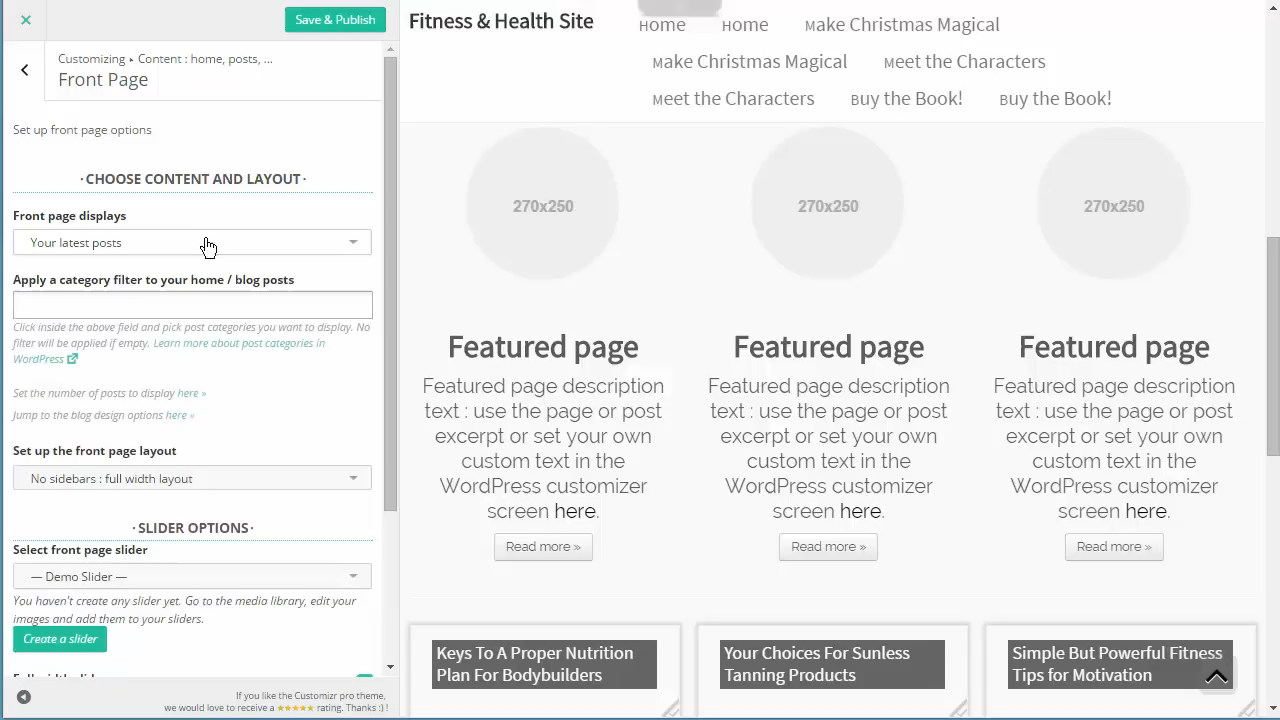 Save & Publish
Customizing ▸ Content : home, posts, ...
Front Page
Set up front page options
· CHOOSE CONTENT AND LAYOUT ·
Front page displays
Your latest posts
Apply a category filter to your home / blog posts
Click inside the above field and pick post categories you want to display. No
filter will be applied if empty. Learn more about post categories in
WordPress
Set the number of posts to display here »
Jump to the blog design options here »
Set up the front page layout
No sidebars : full width layout
· SLIDER OPTIONS ·
Select front page slider
— Demo Slider —
You haven't create any slider yet. Go to the media library, edit your
images and add them to your sliders.
Create a slider
If you like the Customizr pro theme,
we would love to receive a ★★★★★ rating. Thanks :) !
Fitness & Health Site
Home Home Make Christmas Magical
Make Christmas Magical Meet the Characters
Meet the Characters Buy the Book! Buy the Book!
270x250 270x250 270x250
Featured page
Featured page description
text : use the page or post
excerpt or set your own
custom text in the
WordPress customizer
screen here.
Read more »
Featured page
Featured page description
text : use the page or post
excerpt or set your own
custom text in the
WordPress customizer
screen here.
Read more »
Featured page
Featured page description
text : use the page or post
excerpt or set your own
custom text in the
WordPress customizer
screen here.
Read more »
Keys To A Proper Nutrition
Plan For Bodybuilders
Your Choices For Sunless
Tanning Products
Simple But Powerful Fitness
Tips for Motivation